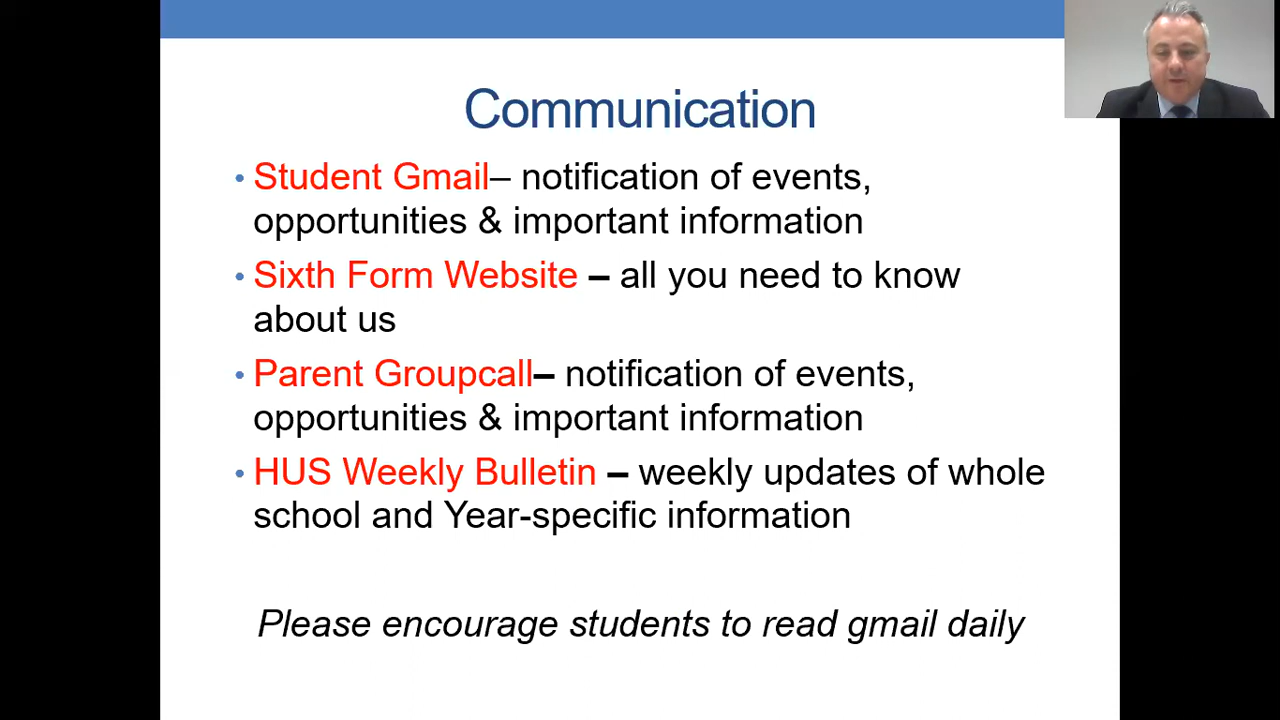 Communication
• Student Gmail– notification of events,
opportunities & important information
• Sixth Form Website – all you need to know
about us
• Parent Groupcall– notification of events,
opportunities & important information
• HUS Weekly Bulletin – weekly updates of whole
school and Year-specific information
Please encourage students to read gmail daily